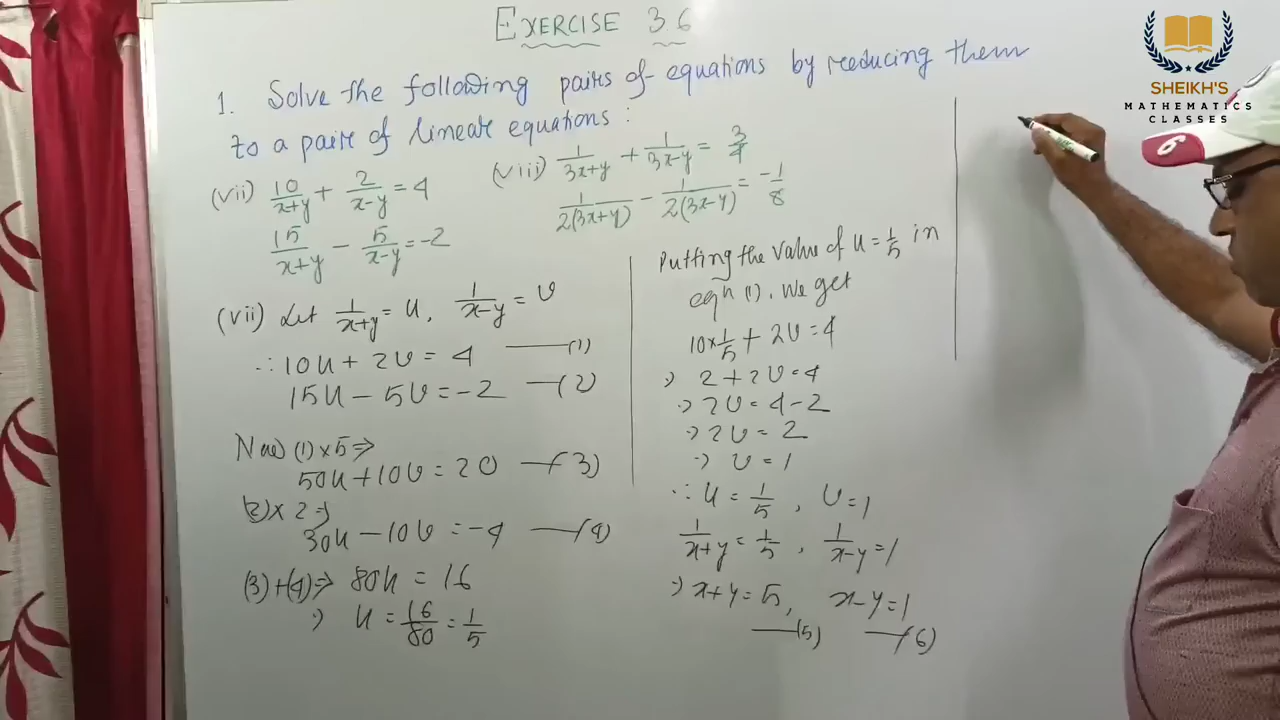 EXERCISE 3.6
1. Solve the following pairs of equations by reducing them
to a pair of linear equations :
(vii) 10/(x+y) + 2/(x-y) = 4
15/(x+y) - 5/(x-y) = -2
(viii) 1/(3x+y) + 1/(3x-y) = 3/4
1/2(3x+y) - 1/2(3x-y) = -1/8
(vii) Let 1/(x+y) = u, 1/(x-y) = v
∴ 10u + 2v = 4 —(1)
15u - 5v = -2 —(2)
Now (1) x 5 ⇒
50u + 10v = 20 —(3)
(2) x 2 ⇒
30u - 10v = -4 —(4)
(3)+(4) ⇒ 80u = 16
⇒ u = 16/80 = 1/5
Putting the value of u = 1/5 in
eqn (1). We get
10 x 1/5 + 2v = 4
⇒ 2 + 2v = 4
⇒ 2v = 4 - 2
⇒ 2v = 2
⇒ v = 1
∴ u = 1/5 , v = 1
1/(x+y) = 1/5 , 1/(x-y) = 1
⇒ x+y = 5, x-y = 1
—(5) —(6)
SHEIKH'S
MATHEMATICS
CLASSES
6